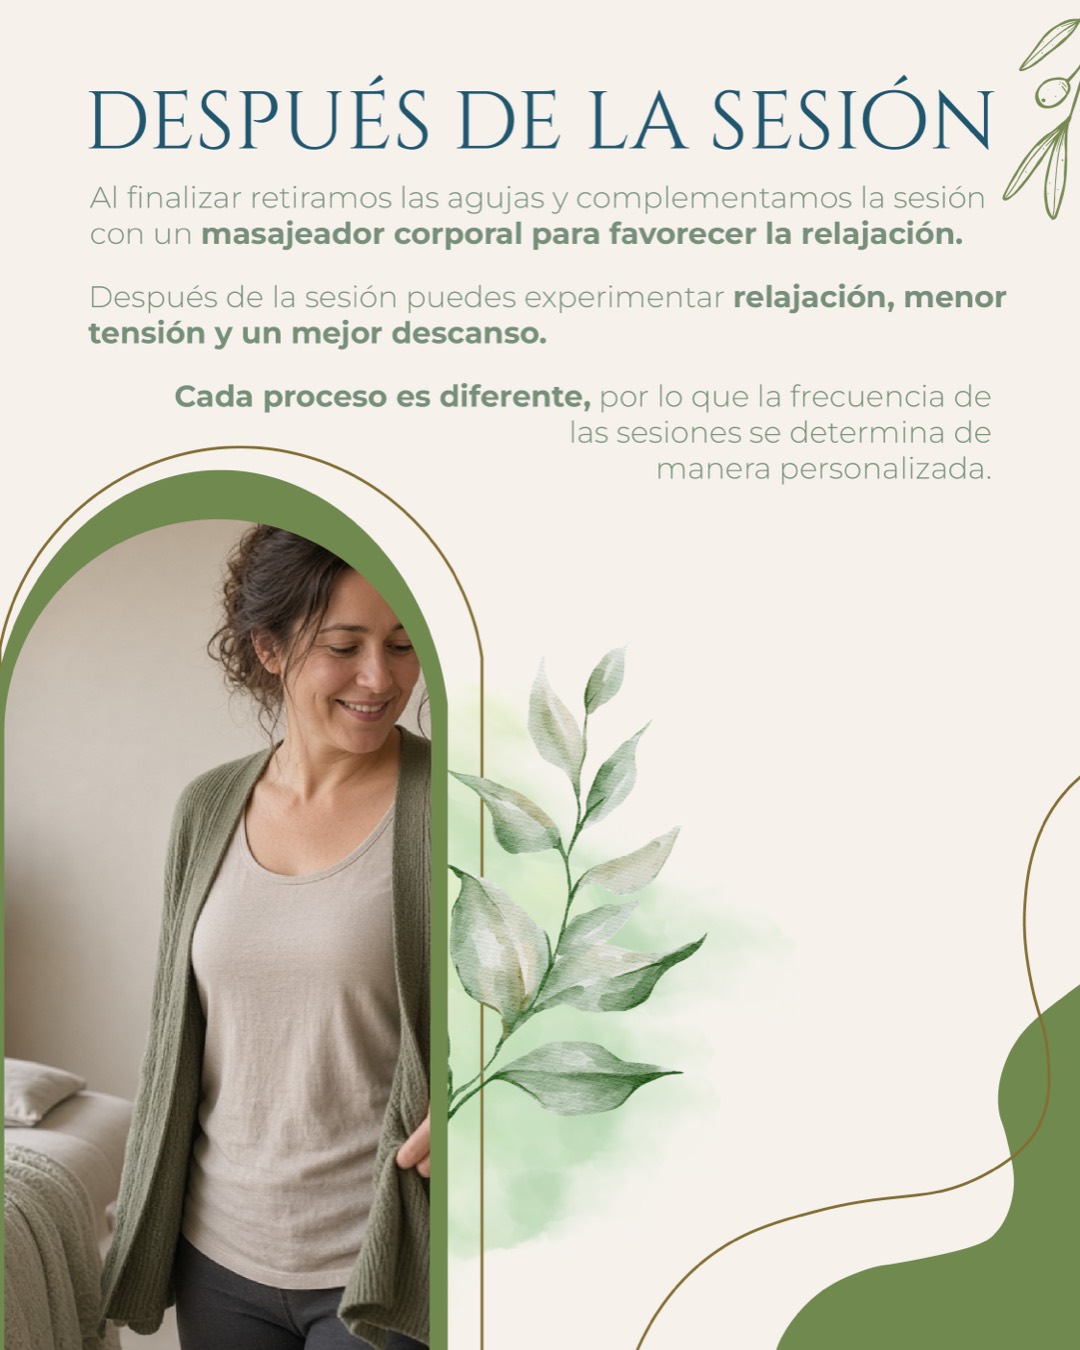 DESPUÉS DE LA SESIÓN
Al finalizar retiramos las agujas y complementamos la sesión
con un masajeador corporal para favorecer la relajación.
Después de la sesión puedes experimentar relajación, menor
tensión y un mejor descanso.
Cada proceso es diferente, por lo que la frecuencia de
las sesiones se determina de
manera personalizada.